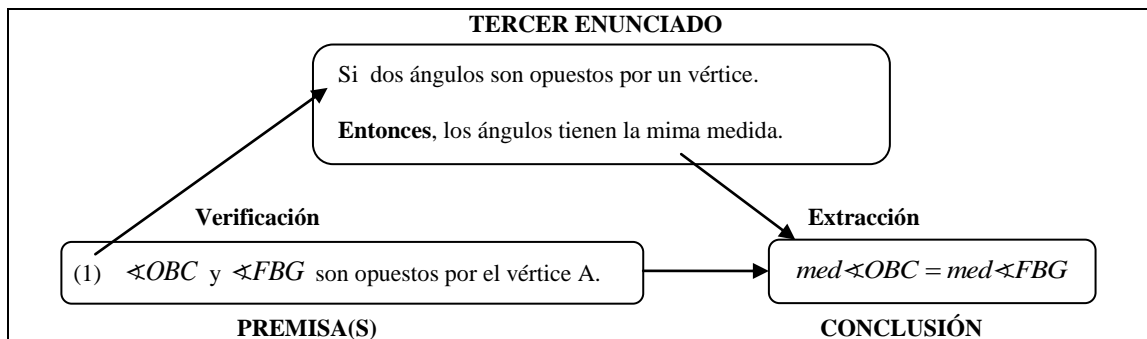 TERCER ENUNCIADO
Si dos ángulos son opuestos por un vértice.
Entonces, los ángulos tienen la mima medida.
Verificación
Extracción
(1) ∢OBC y ∢FBG son opuestos por el vértice A.
med∢OBC = med∢FBG
PREMISA(S)
CONCLUSIÓN